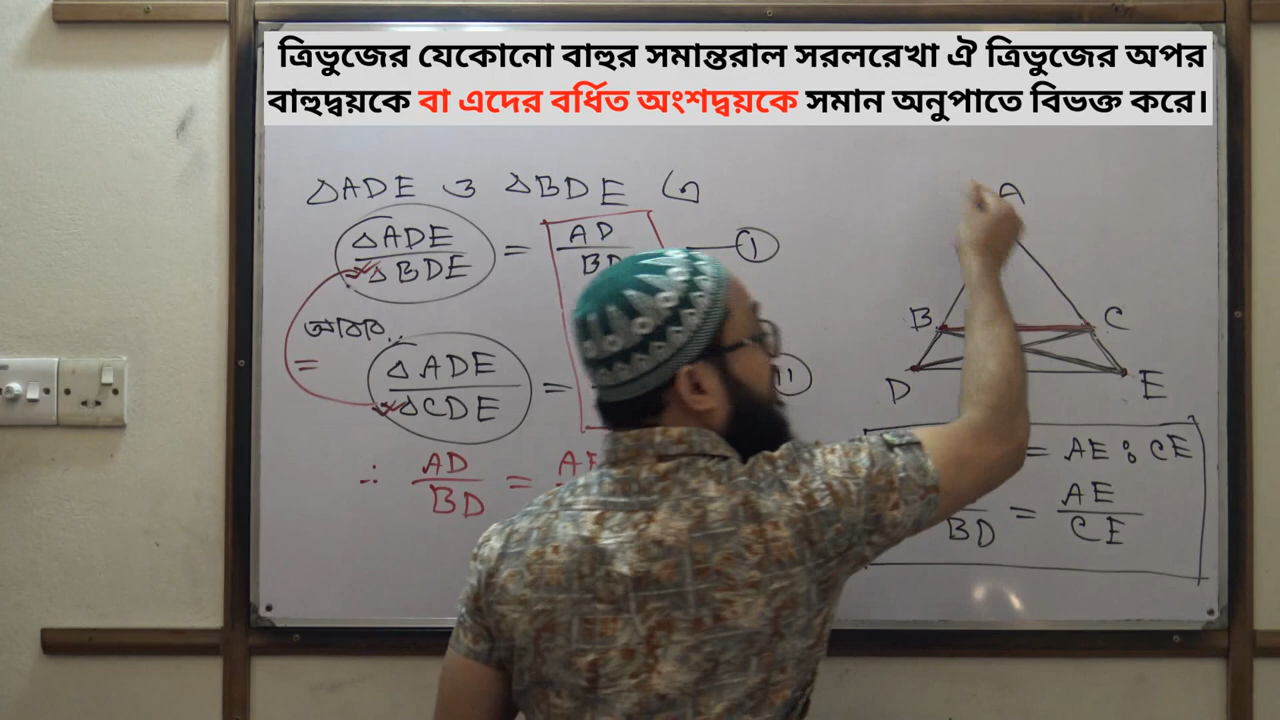 ত্রিভুজের যেকোনো বাহুর সমান্তরাল সরলরেখা ঐ ত্রিভুজের অপর
বাহুদ্বয়কে বা এদের বর্ধিত অংশদ্বয়কে সমান অনুপাতে বিভক্ত করে।
△ADE ও △BDE এ
△ADE
△BDE
=
AD
BD
①
আবার,
=
△ADE
△CDE
=
∴ AD
BD
=
A
B
C
D
E
= AE : CE
BD
=
AE
CE